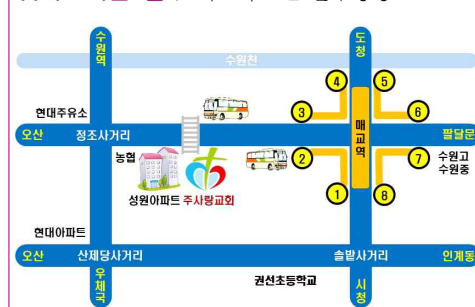 수원역
도청
수원천
④
⑤
현대주유소
③
⑥
오산
정조사거리
매교역
팔달문
농협
②
⑦
수원고
수원중
성원아파트
주사랑교회
①
⑧
현대아파트
오산
산제당사거리
솔밭사거리
인계동
우체국
권선초등학교
시청